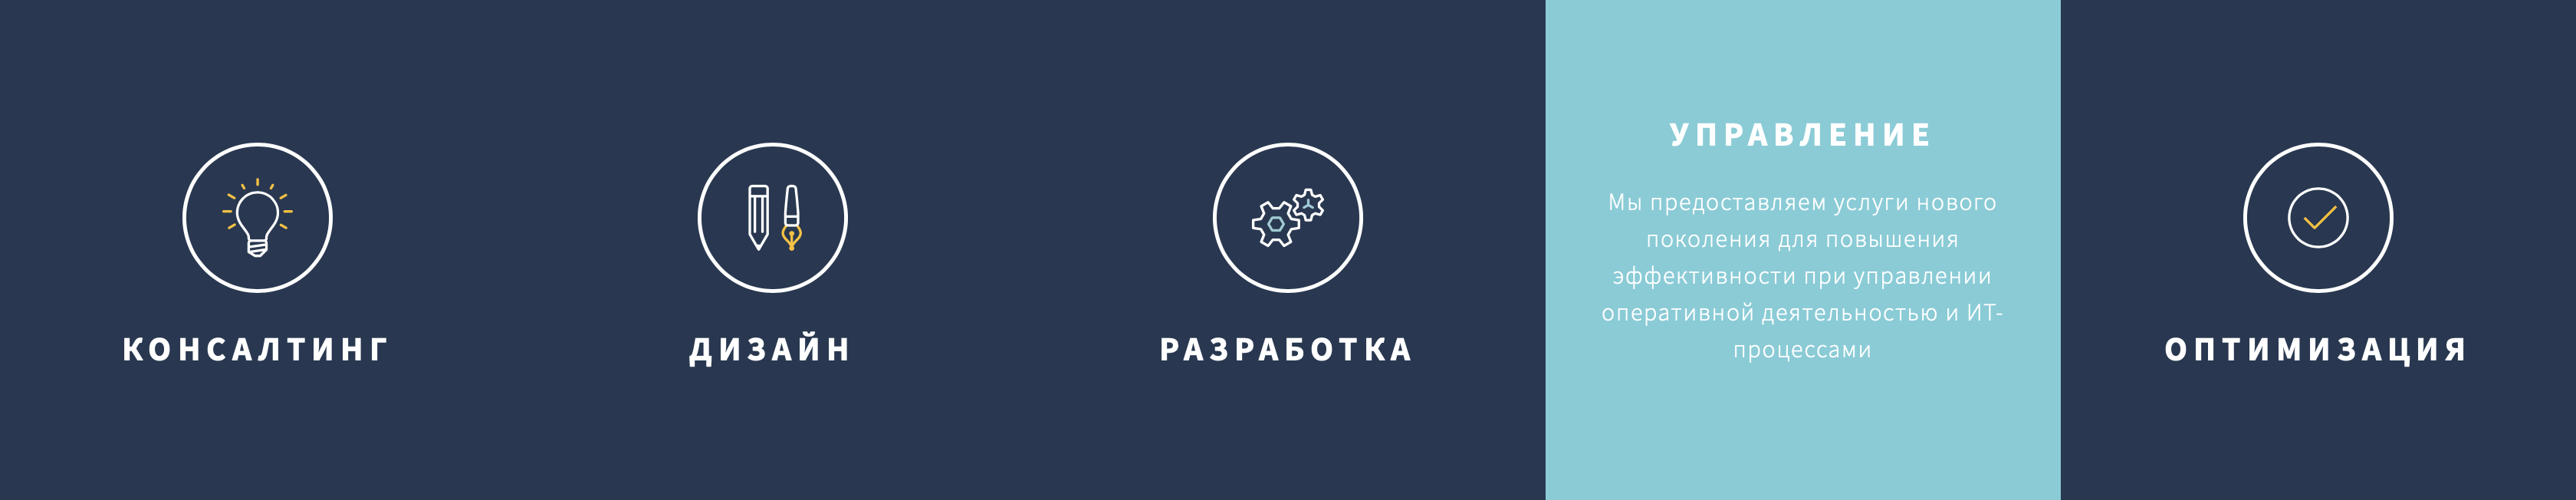 КОНСАЛТИНГ
ДИЗАЙН
РАЗРАБОТКА
УПРАВЛЕНИЕ
Мы предоставляем услуги нового
поколения для повышения
эффективности при управлении
оперативной деятельностью и ИТ-
процессами
ОПТИМИЗАЦИЯ